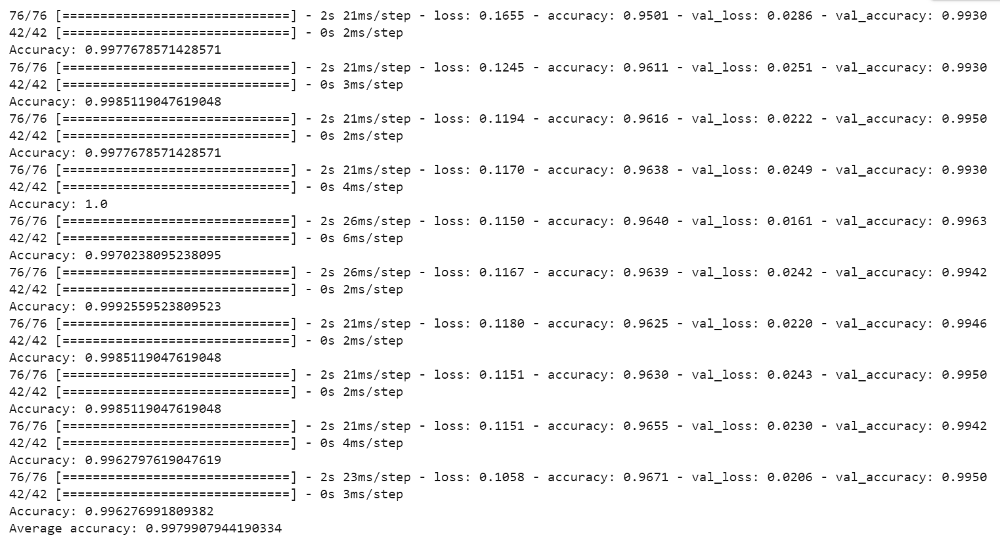 76/76 [==============================] - 2s 21ms/step - loss: 0.1655 - accuracy: 0.9501 - val_loss: 0.0286 - val_accuracy: 0.9930
42/42 [==============================] - 0s 2ms/step
Accuracy: 0.9977678571428571
76/76 [==============================] - 2s 21ms/step - loss: 0.1245 - accuracy: 0.9611 - val_loss: 0.0251 - val_accuracy: 0.9930
42/42 [==============================] - 0s 3ms/step
Accuracy: 0.9985119047619048
76/76 [==============================] - 2s 21ms/step - loss: 0.1194 - accuracy: 0.9616 - val_loss: 0.0222 - val_accuracy: 0.9950
42/42 [==============================] - 0s 2ms/step
Accuracy: 0.9977678571428571
76/76 [==============================] - 2s 21ms/step - loss: 0.1170 - accuracy: 0.9638 - val_loss: 0.0249 - val_accuracy: 0.9930
42/42 [==============================] - 0s 4ms/step
Accuracy: 1.0
76/76 [==============================] - 2s 26ms/step - loss: 0.1150 - accuracy: 0.9640 - val_loss: 0.0161 - val_accuracy: 0.9963
42/42 [==============================] - 0s 6ms/step
Accuracy: 0.9970238095238095
76/76 [==============================] - 2s 26ms/step - loss: 0.1167 - accuracy: 0.9639 - val_loss: 0.0242 - val_accuracy: 0.9942
42/42 [==============================] - 0s 2ms/step
Accuracy: 0.9992559523809523
76/76 [==============================] - 2s 21ms/step - loss: 0.1180 - accuracy: 0.9625 - val_loss: 0.0220 - val_accuracy: 0.9946
42/42 [==============================] - 0s 2ms/step
Accuracy: 0.9985119047619048
76/76 [==============================] - 2s 21ms/step - loss: 0.1151 - accuracy: 0.9630 - val_loss: 0.0243 - val_accuracy: 0.9950
42/42 [==============================] - 0s 2ms/step
Accuracy: 0.9985119047619048
76/76 [==============================] - 2s 21ms/step - loss: 0.1151 - accuracy: 0.9655 - val_loss: 0.0230 - val_accuracy: 0.9942
42/42 [==============================] - 0s 4ms/step
Accuracy: 0.9962797619047619
76/76 [==============================] - 2s 23ms/step - loss: 0.1058 - accuracy: 0.9671 - val_loss: 0.0206 - val_accuracy: 0.9950
42/42 [==============================] - 0s 3ms/step
Accuracy: 0.996276991809382
Average accuracy: 0.9979907944190334